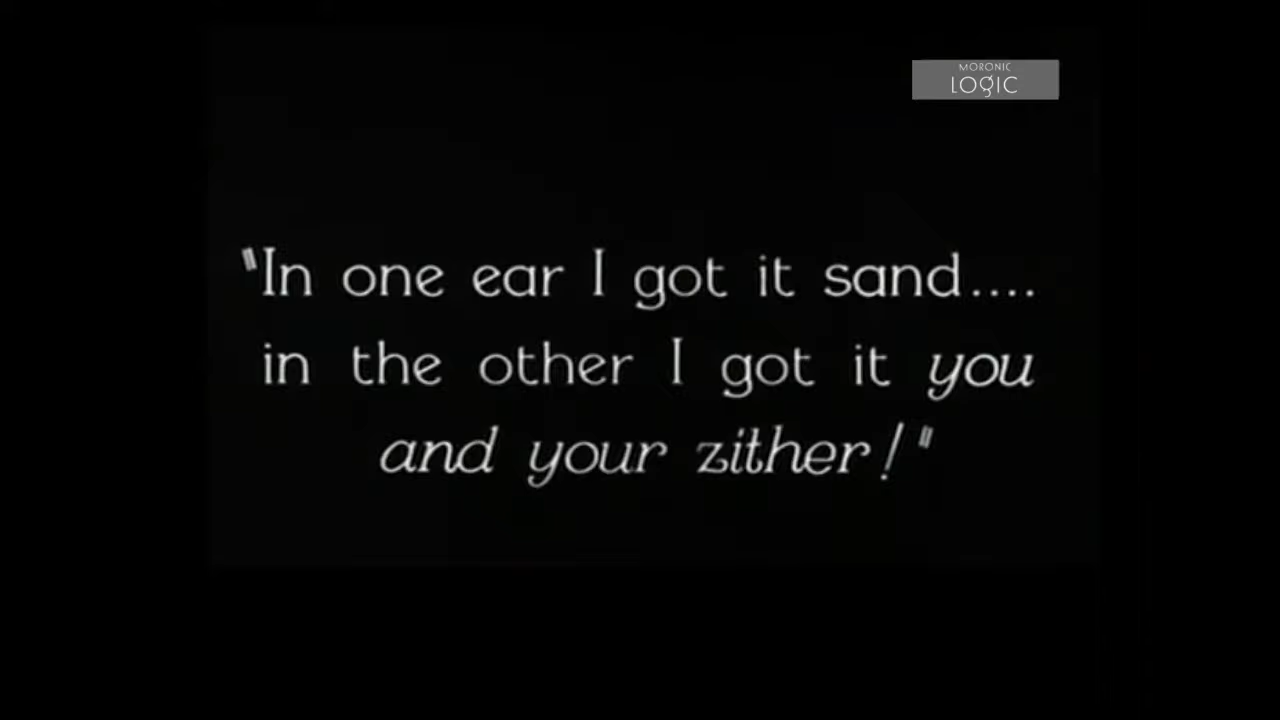 MORONIC
LOGIC
"In one ear I got it sand....
in the other I got it you
and your zither!"